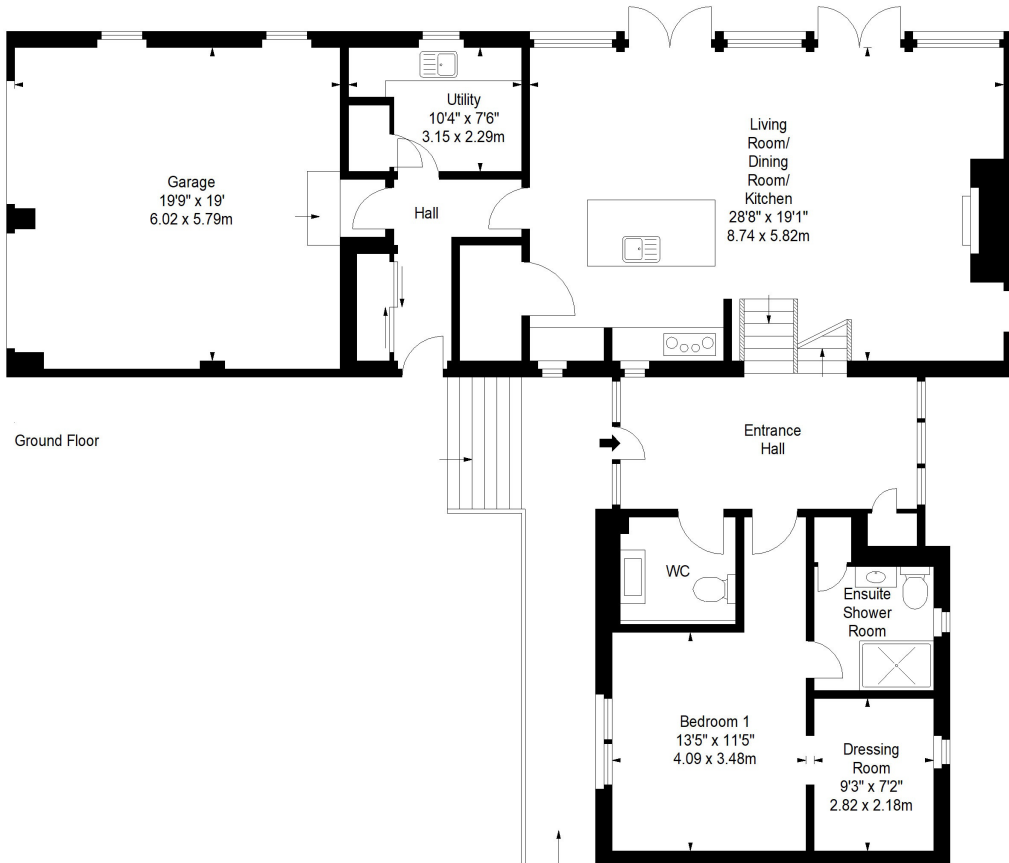 Garage
19'9" x 19'
6.02 x 5.79m
Utility
10'4" x 7'6"
3.15 x 2.29m
Hall
Living
Room/
Dining
Room/
Kitchen
28'8" x 19'1"
8.74 x 5.82m
Ground Floor
Entrance
Hall
WC
Ensuite
Shower
Room
Bedroom 1
13'5" x 11'5"
4.09 x 3.48m
Dressing
Room
9'3" x 7'2"
2.82 x 2.18m